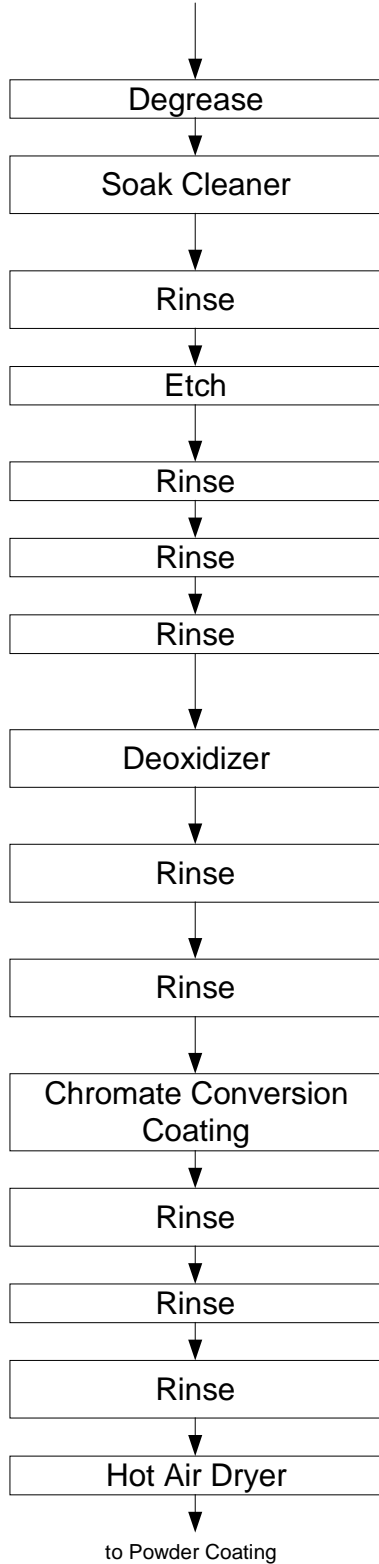 Degrease
Soak Cleaner
Rinse
Etch
Rinse
Rinse
Rinse
Deoxidizer
Rinse
Rinse
Chromate Conversion
Coating
Rinse
Rinse
Rinse
Hot Air Dryer
to Powder Coating